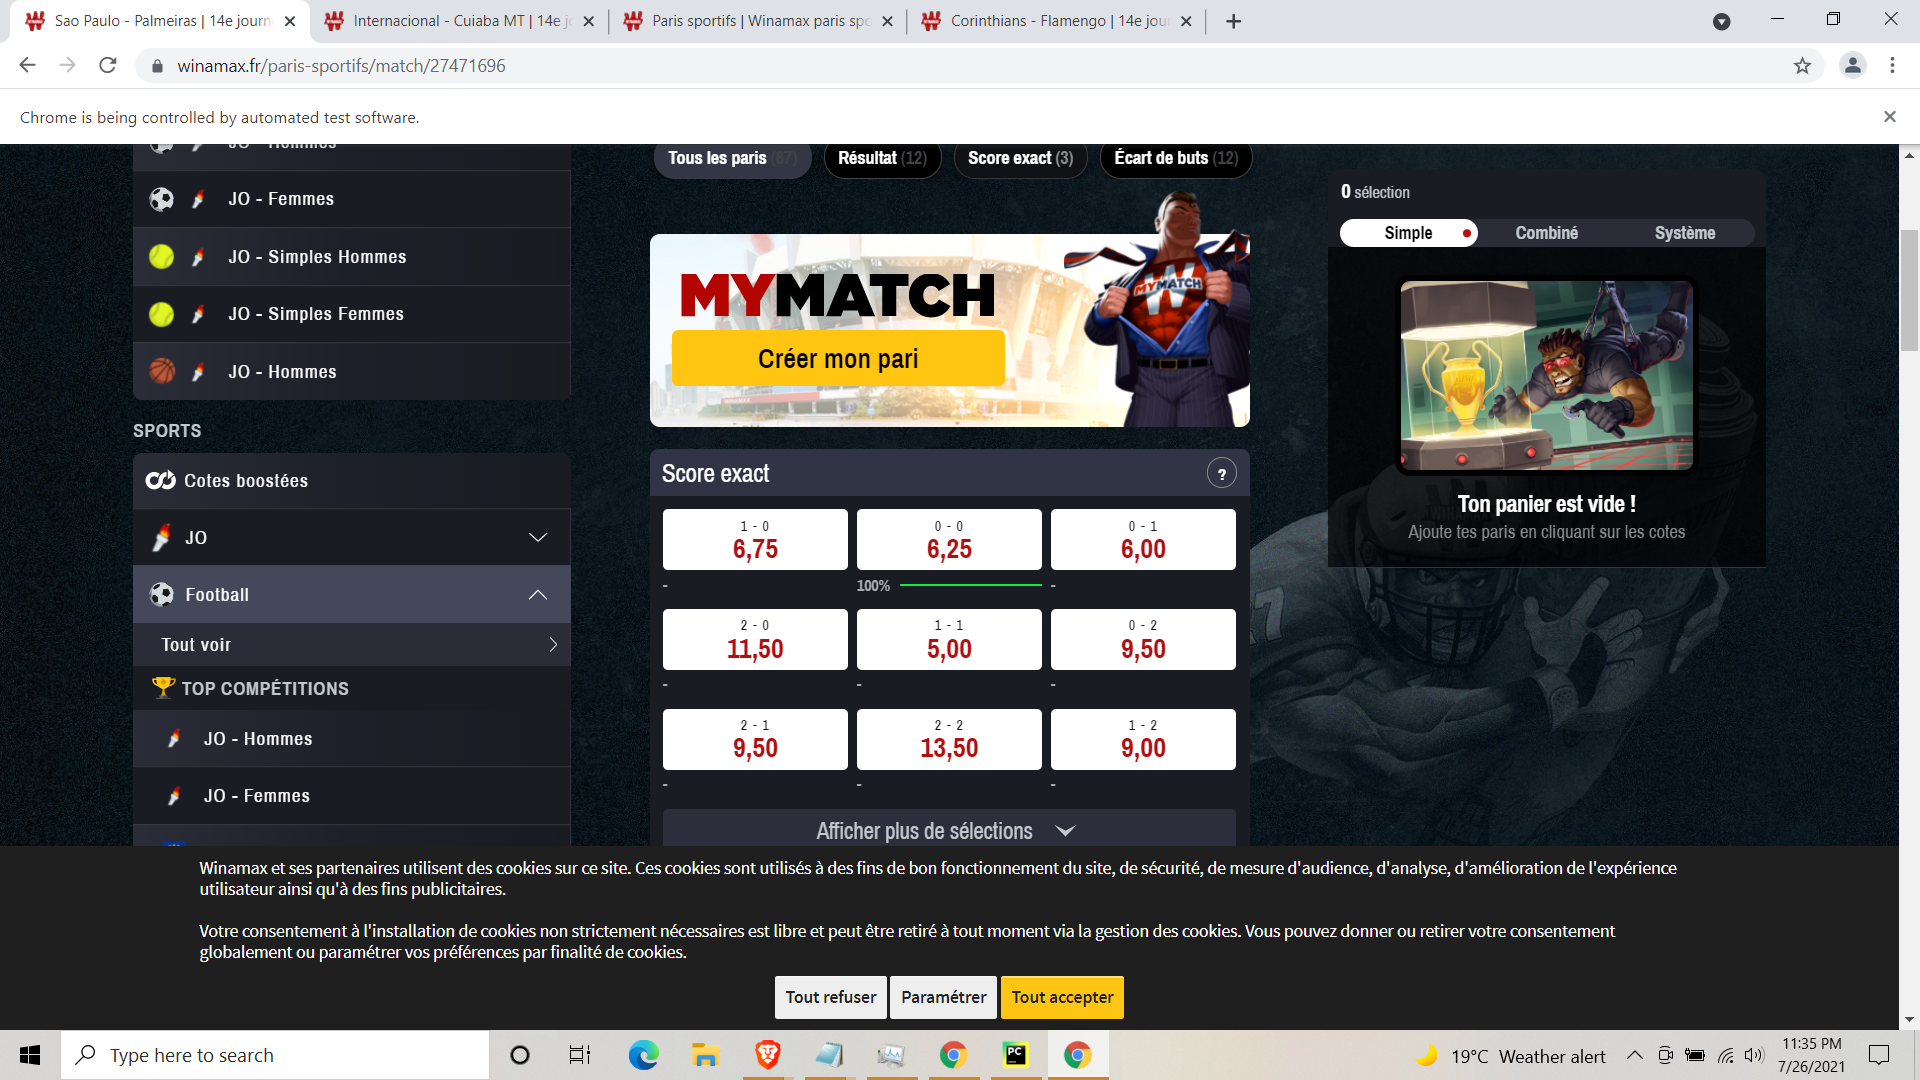 Sao Paulo - Palmeiras | 14e journ
Internacional - Cuiaba MT | 14e j
Paris sportifs | Winamax paris spo
Corinthians - Flamengo | 14e jou
winamax.fr/paris-sportifs/match/27471696
Chrome is being controlled by automated test software.
JO - Hommes
JO - Femmes
JO - Simples Hommes
JO - Simples Femmes
JO - Hommes
SPORTS
Cotes boostées
JO
Football
Tout voir
TOP COMPÉTITIONS
JO - Hommes
JO - Femmes
Tous les paris (87)
Résultat (12)
Score exact (3)
Écart de buts (12)
MYMATCH
Créer mon pari
MYMATCH
WINAMAX
Score exact
?
1 - 0
6,75
0 - 0
6,25
0 - 1
6,00
-
100%
-
2 - 0
11,50
1 - 1
5,00
0 - 2
9,50
-
-
-
2 - 1
9,50
2 - 2
13,50
1 - 2
9,00
-
-
-
Afficher plus de sélections
0 sélection
Simple
Combiné
Système
Ton panier est vide !
Ajoute tes paris en cliquant sur les cotes
Winamax et ses partenaires utilisent des cookies sur ce site. Ces cookies sont utilisés à des fins de bon fonctionnement du site, de sécurité, de mesure d'audience, d'analyse, d'amélioration de l'expérience
utilisateur ainsi qu'à des fins publicitaires.
Votre consentement à l'installation de cookies non strictement nécessaires est libre et peut être retiré à tout moment via la gestion des cookies. Vous pouvez donner ou retirer votre consentement
globalement ou paramétrer vos préférences par finalité de cookies.
Tout refuser
Paramétrer
Tout accepter
Type here to search
PC
19°C Weather alert
11:35 PM
7/26/2021